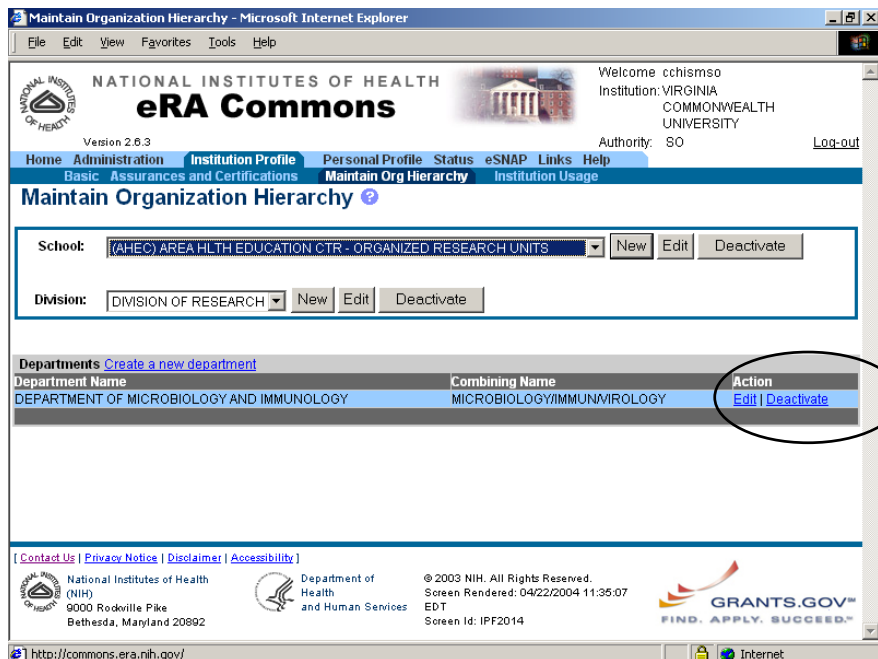 Maintain Organization Hierarchy - Microsoft Internet Explorer
File Edit View Favorites Tools Help
NATIONAL INSTITUTES OF HEALTH
NATIONAL INSTITUTES OF HEALTH
eRA Commons
Version 2.6.3
Welcome cchismso
Institution: VIRGINIA
COMMONWEALTH
UNIVERSITY
Authority: SO Log-out
Home Administration Institution Profile Personal Profile Status eSNAP Links Help
Basic Assurances and Certifications Maintain Org Hierarchy Institution Usage
Maintain Organization Hierarchy ?
School: (AHEC) AREA HLTH EDUCATION CTR - ORGANIZED RESEARCH UNITS New Edit Deactivate
Division: DIVISION OF RESEARCH New Edit Deactivate
Departments Create a new department
Department Name Combining Name Action
DEPARTMENT OF MICROBIOLOGY AND IMMUNOLOGY MICROBIOLOGY/IMMUN/VIROLOGY Edit | Deactivate
[ Contact Us | Privacy Notice | Disclaimer | Accessibility ]
National Institutes of Health
(NIH)
9000 Rockville Pike
Bethesda, Maryland 20892
Department of
Health
and Human Services
© 2003 NIH. All Rights Reserved.
Screen Rendered: 04/22/2004 11:35:07
EDT
Screen Id: IPF2014
GRANTS.GOV℠
FIND. APPLY. SUCCEED.℠
http://commons.era.nih.gov/ Internet